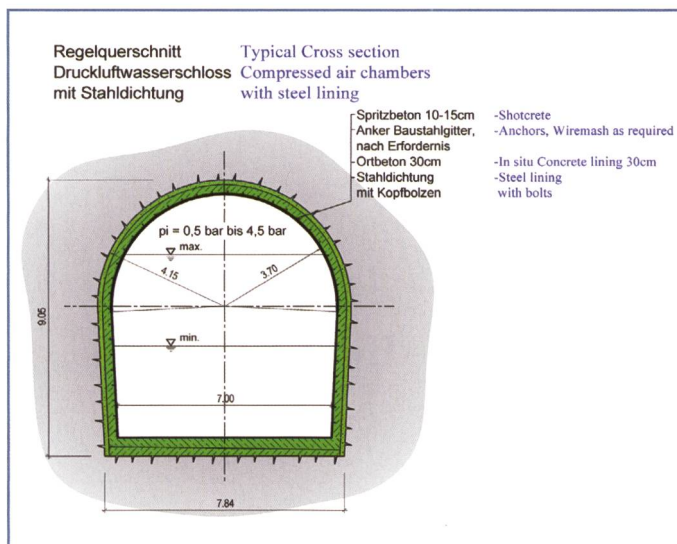 Regelquerschnitt Typical Cross section
Druckluftwasserschloss Compressed air chambers
mit Stahldichtung with steel lining
Spritzbeton 10-15cm -Shotcrete
Anker Baustahlgitter, -Anchors, Wiremash as required
nach Erfordernis
Ortbeton 30cm -In situ Concrete lining 30cm
Stahldichtung -Steel lining
mit Kopfbolzen with bolts
pi = 0,5 bar bis 4,5 bar
max.
4.15 3.70
9.05
min.
7.00
7.84